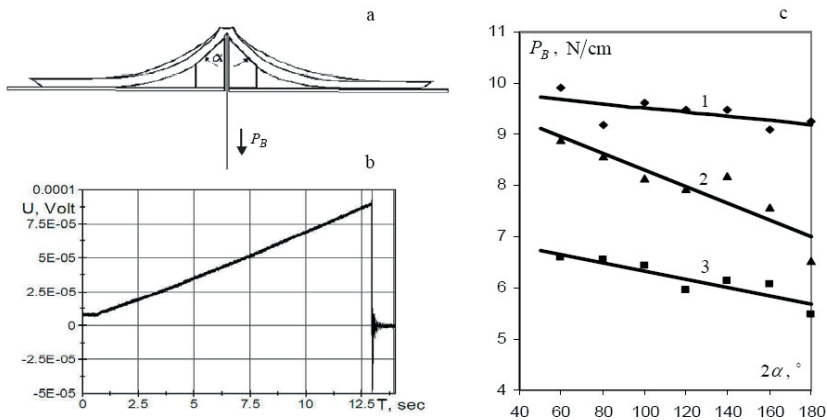 a
α
P_B
b
0.0001
U, Volt
7.5E-05
5E-05
2.5E-05
0
-2.5E-05
-5E-05
0 2.5 5 7.5 10 12.5 T, sec
c
P_B, N/cm
11
10
9
8
7
6
5
4
1
2
3
2α, °
40 60 80 100 120 140 160 180